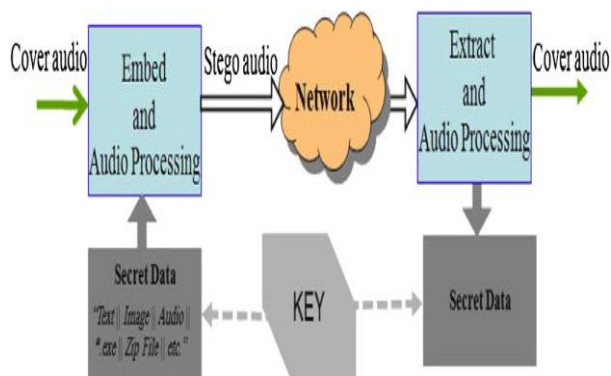 Cover audio
Embed
and
Audio Processing
Stego audio
Network
Extract
and
Audio Processing
Cover audio
Secret Data
"Text || Image || Audio ||
*.exe || Zip File || etc."
KEY
Secret Data